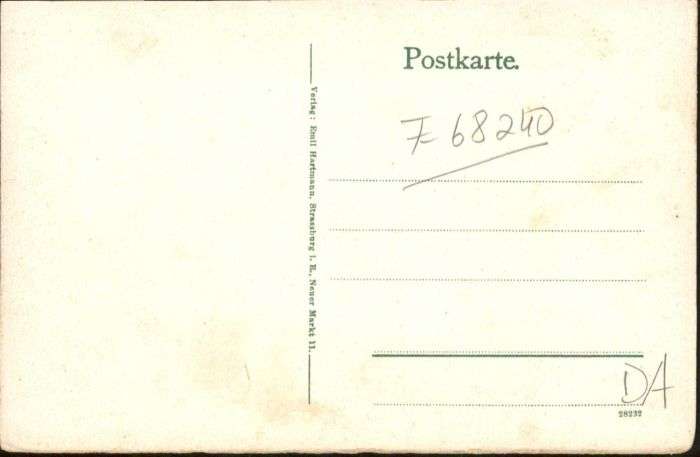 Postkarte.
F 68240
Verlag: Emil Hartmann, Strassburg i. E., Neuer Markt 11.
DA
28232